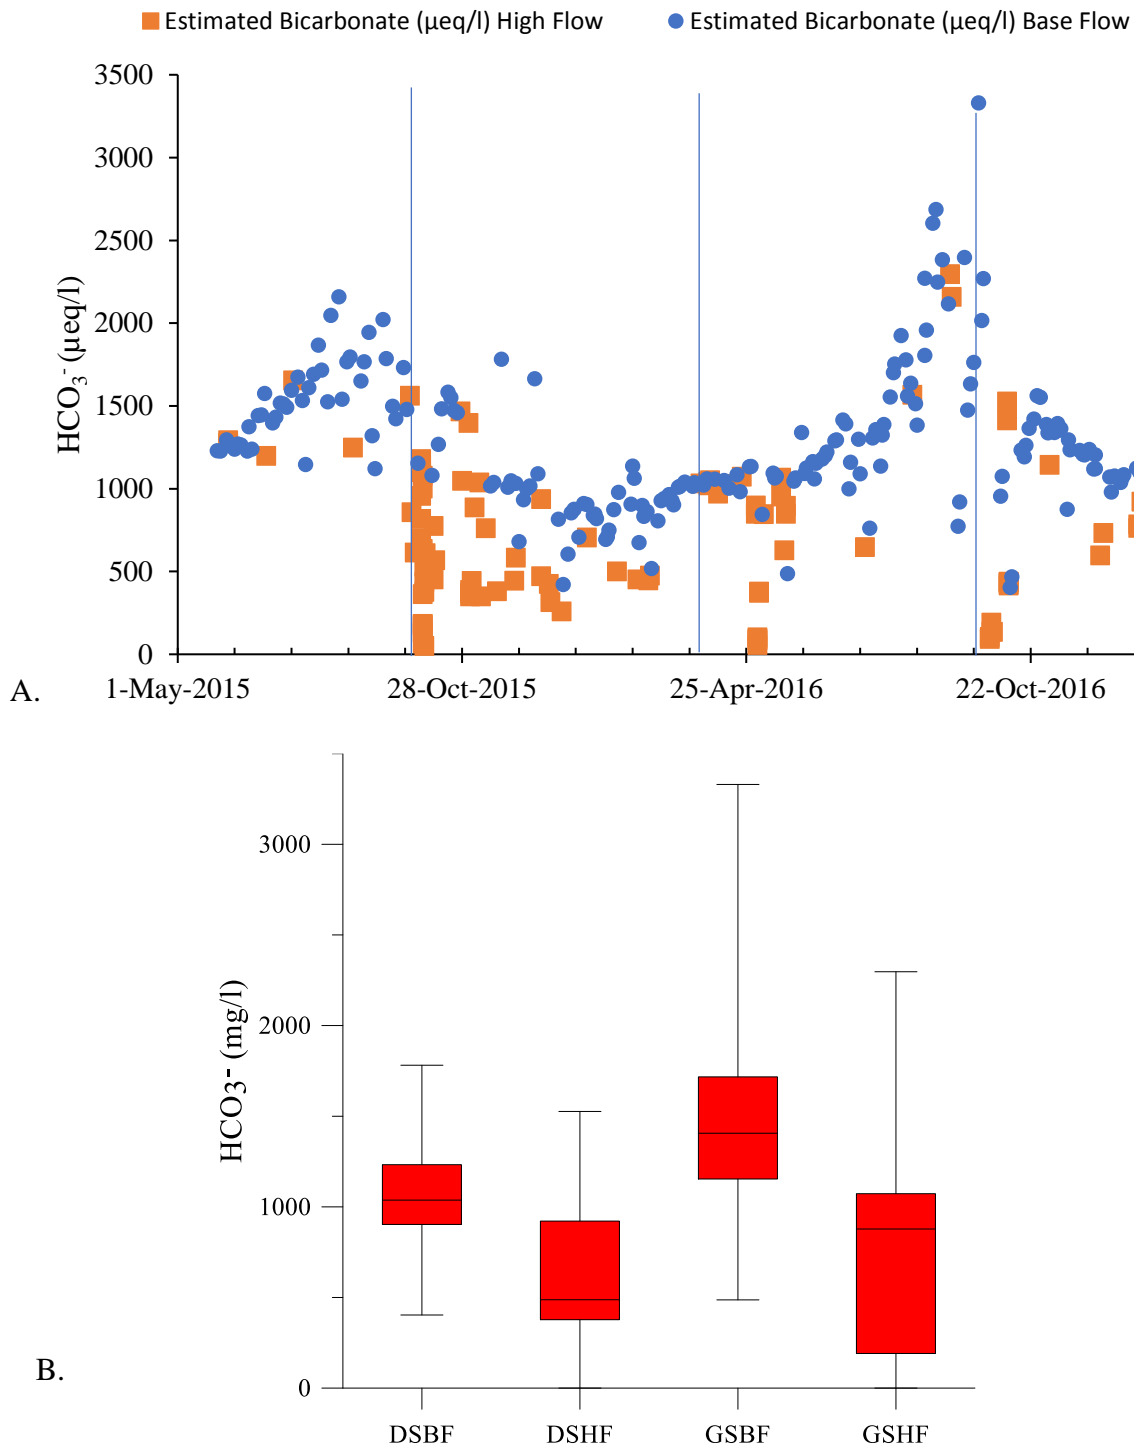 Estimated Bicarbonate (µeq/l) High Flow Estimated Bicarbonate (µeq/l) Base Flow
3500
3000
2500
2000
1500
1000
500
0
HCO₃⁻ (µeq/l)
1-May-2015 28-Oct-2015 25-Apr-2016 22-Oct-2016
A.
3000
2000
1000
0
HCO3- (mg/l)
B.
DSBF DSHF GSBF GSHF